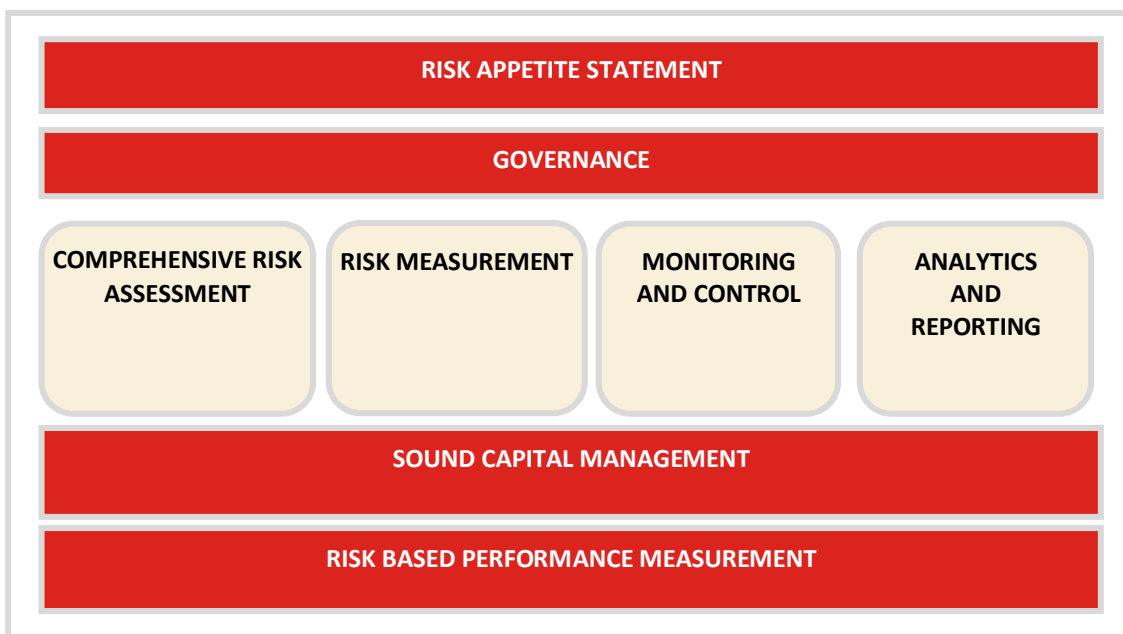 RISK APPETITE STATEMENT
GOVERNANCE
COMPREHENSIVE RISK
ASSESSMENT
RISK MEASUREMENT
MONITORING
AND CONTROL
ANALYTICS
AND
REPORTING
SOUND CAPITAL MANAGEMENT
RISK BASED PERFORMANCE MEASUREMENT